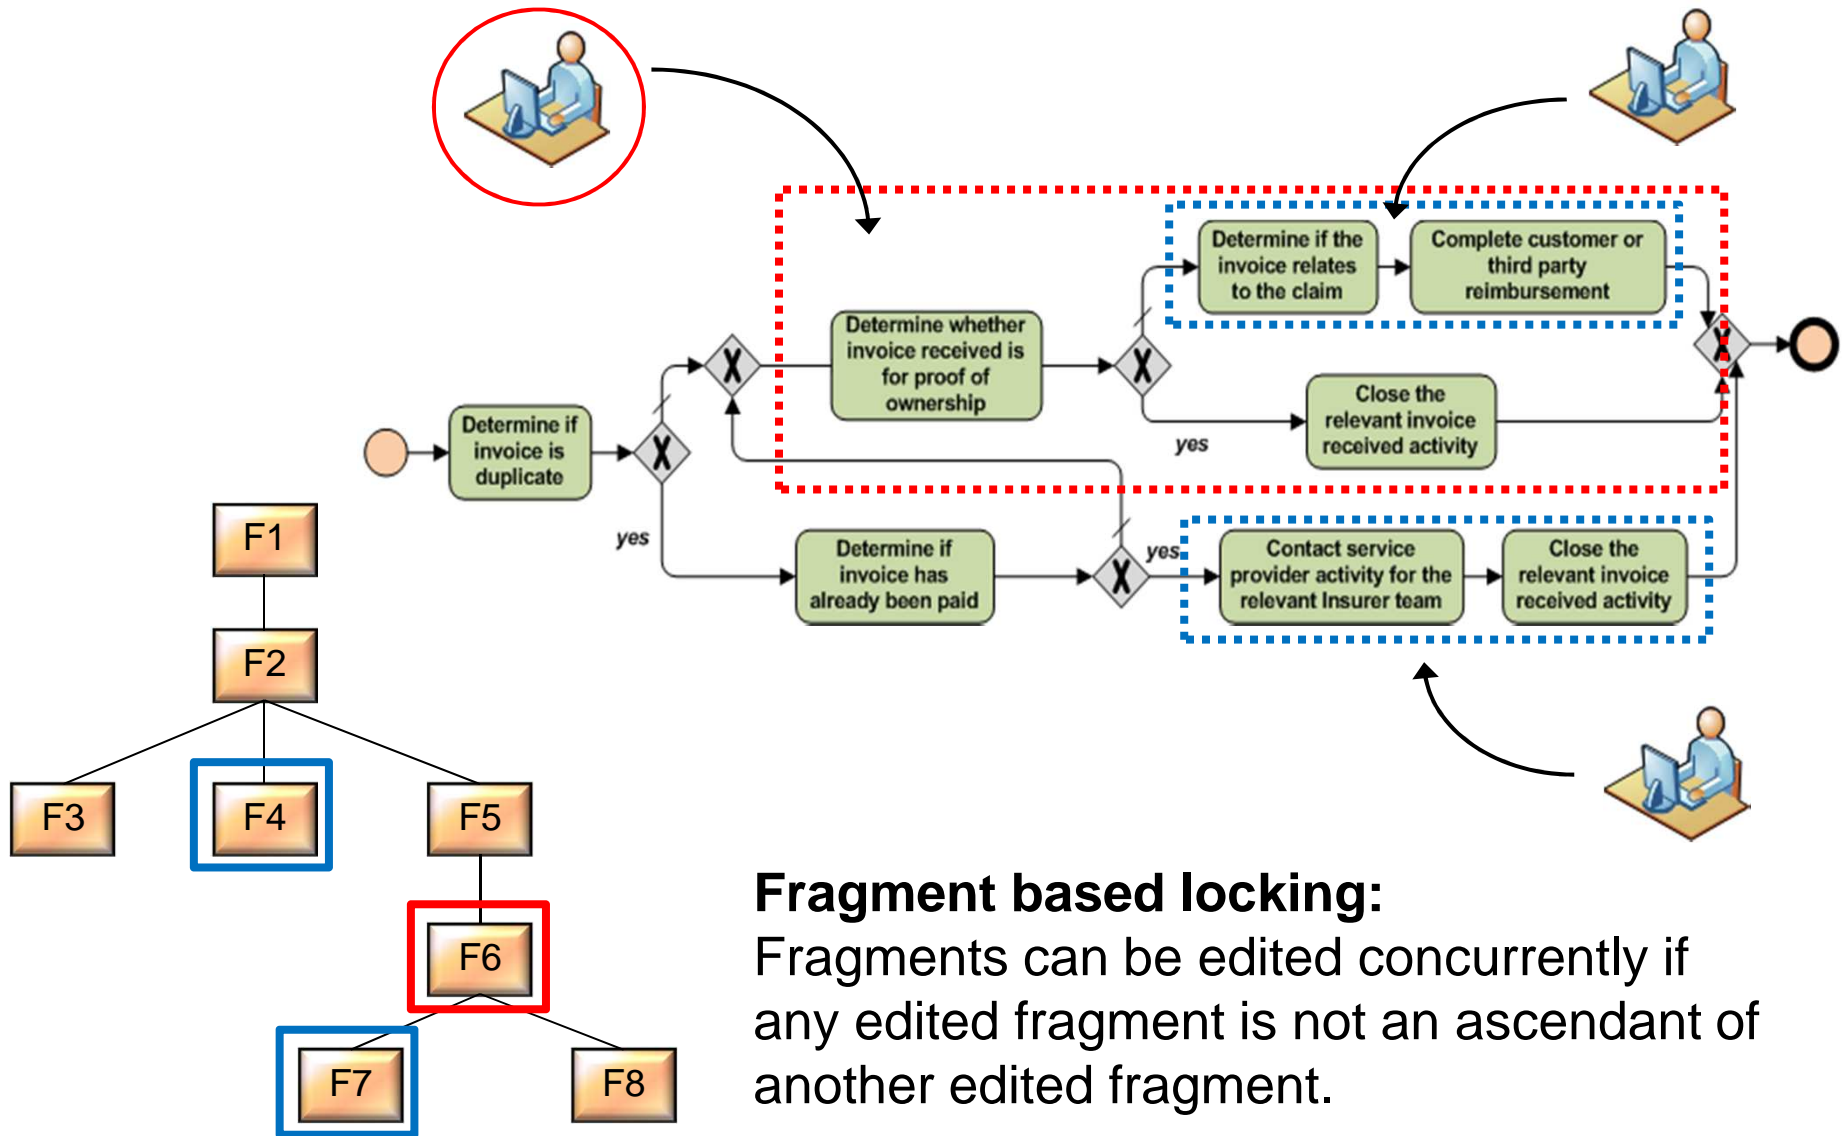 Determine if the
invoice relates
to the claim
Complete customer or
third party
reimbursement
Determine whether
invoice received is
for proof of
ownership
X
X
X
Close the
relevant invoice
received activity
yes
Determine if
invoice is
duplicate
X
yes
Determine if
invoice has
already been paid
X
yes
Contact service
provider activity for the
relevant Insurer team
Close the
relevant invoice
received activity
F1
F2
F3
F4
F5
F6
F7
F8
Fragment based locking:
Fragments can be edited concurrently if
any edited fragment is not an ascendant of
another edited fragment.